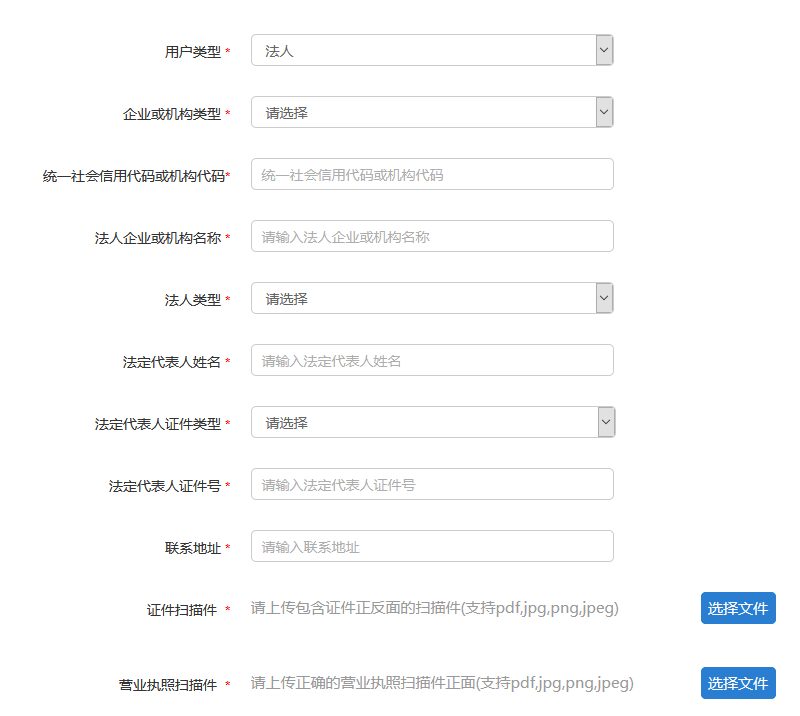 用户类型 * 法人
企业或机构类型 * 请选择
统一社会信用代码或机构代码* 统一社会信用代码或机构代码
法人企业或机构名称 * 请输入法人企业或机构名称
法人类型 * 请选择
法定代表人姓名 * 请输入法定代表人姓名
法定代表人证件类型 * 请选择
法定代表人证件号 * 请输入法定代表人证件号
联系地址 * 请输入联系地址
证件扫描件 * 请上传包含证件正反面的扫描件(支持pdf,jpg,png,jpeg) 选择文件
营业执照扫描件 * 请上传正确的营业执照扫描件正面(支持pdf,jpg,png,jpeg) 选择文件